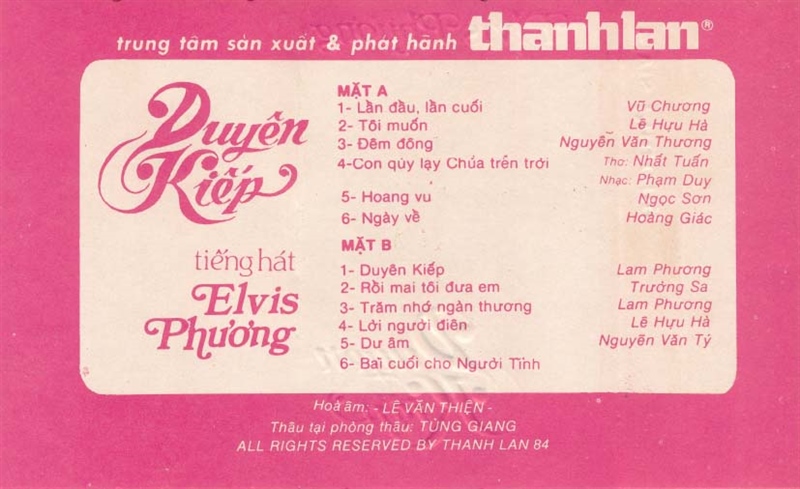 trung tâm sản xuất & phát hành thanhlan®
Duyên Kiếp
tiếng hát
Elvis Phương
MẶT A
1- Lần đầu, lần cuối Vũ Chương
2- Tôi muốn Lê Hựu Hà
3- Đêm đông Nguyễn Văn Thương
4-Con qùy lạy Chúa trên trời Thơ: Nhất Tuấn
Nhạc: Phạm Duy
5- Hoang vu Ngọc Sơn
6- Ngày về Hoàng Giác
MẶT B
1- Duyên Kiếp Lam Phương
2- Rồi mai tôi đưa em Trường Sa
3- Trăm nhớ ngàn thương Lam Phương
4- Lời người điên Lê Hựu Hà
5- Dư âm Nguyễn Văn Tý
6- Bài cuối cho Người Tình
Hoà âm: - LÊ VĂN THIỆN -
Thâu tại phòng thâu: TÙNG GIANG
ALL RIGHTS RESERVED BY THANH LAN 84